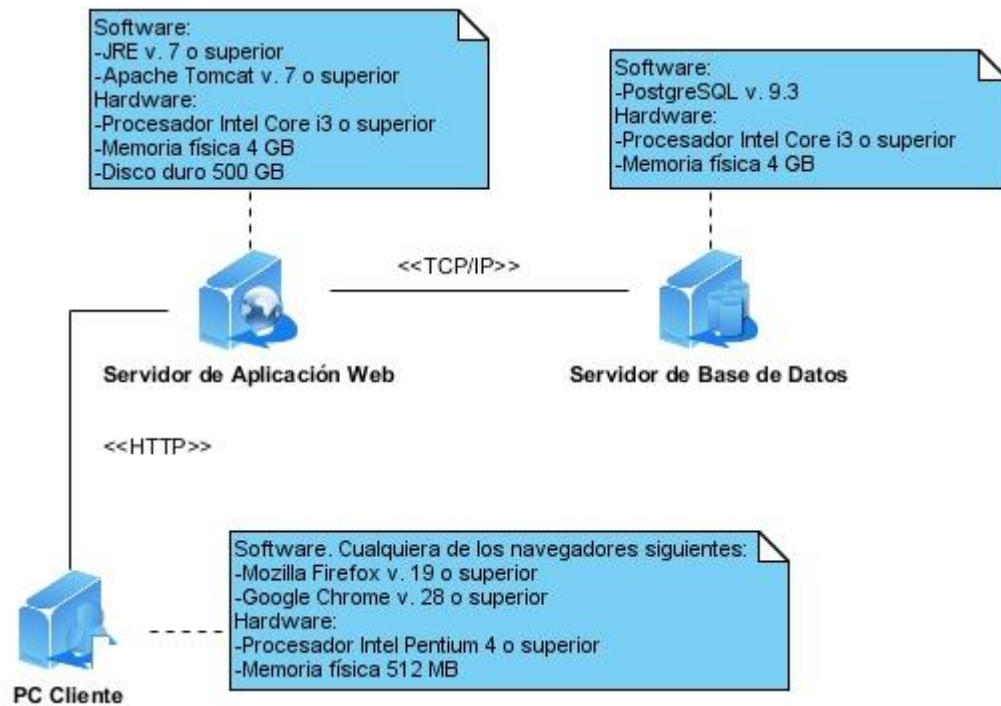 Software:
-JRE v. 7 o superior
-Apache Tomcat v. 7 o superior
Hardware:
-Procesador Intel Core i3 o superior
-Memoria física 4 GB
-Disco duro 500 GB
Software:
-PostgreSQL v. 9.3
Hardware:
-Procesador Intel Core i3 o superior
-Memoria física 4 GB
<<TCP/IP>>
Servidor de Aplicación Web
Servidor de Base de Datos
<<HTTP>>
Software. Cualquiera de los navegadores siguientes:
-Mozilla Firefox v. 19 o superior
-Google Chrome v. 28 o superior
Hardware:
-Procesador Intel Pentium 4 o superior
-Memoria física 512 MB
PC Cliente